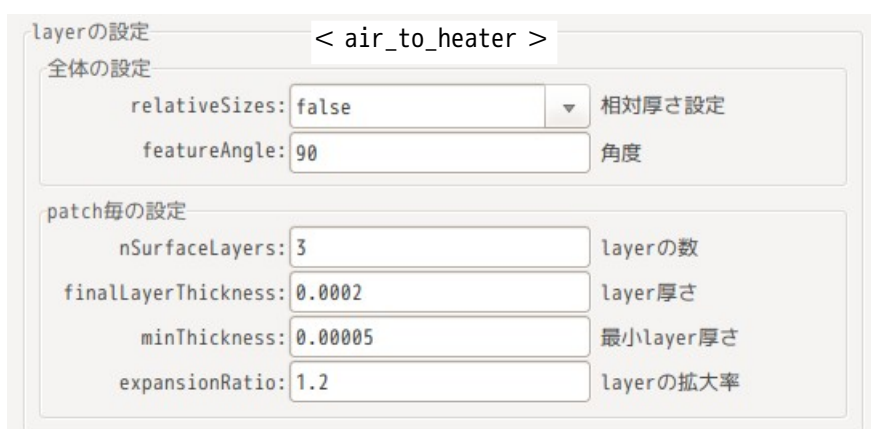 layerの設定
< air_to_heater >
全体の設定
relativeSizes: false 相対厚さ設定
featureAngle: 90 角度
patch毎の設定
nSurfaceLayers: 3 layerの数
finalLayerThickness: 0.0002 layer厚さ
minThickness: 0.00005 最小layer厚さ
expansionRatio: 1.2 layerの拡大率